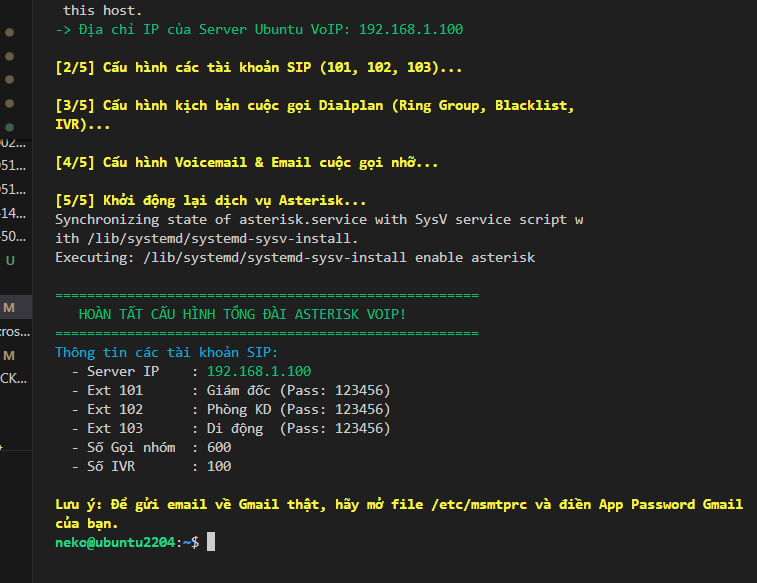 this host.
-> Địa chỉ IP của Server Ubuntu VoIP: 192.168.1.100
[2/5] Cấu hình các tài khoản SIP (101, 102, 103)...
[3/5] Cấu hình kịch bản cuộc gọi Dialplan (Ring Group, Blacklist,
IVR)...
[4/5] Cấu hình Voicemail & Email cuộc gọi nhỡ...
[5/5] Khởi động lại dịch vụ Asterisk...
Synchronizing state of asterisk.service with SysV service script w
ith /lib/systemd/systemd-sysv-install.
Executing: /lib/systemd/systemd-sysv-install enable asterisk
=====================================================
HOÀN TẤT CẤU HÌNH TỔNG ĐÀI ASTERISK VOIP!
=====================================================
Thông tin các tài khoản SIP:
- Server IP : 192.168.1.100
- Ext 101 : Giám đốc (Pass: 123456)
- Ext 102 : Phòng KD (Pass: 123456)
- Ext 103 : Di động (Pass: 123456)
- Số Gọi nhóm : 600
- Số IVR : 100
Lưu ý: Để gửi email về Gmail thật, hãy mở file /etc/msmtprc và điền App Password Gmail
của bạn.
neko@ubuntu2204:~$
02...
51...
51...
14...
50...
U
M
ros...
M
CK...